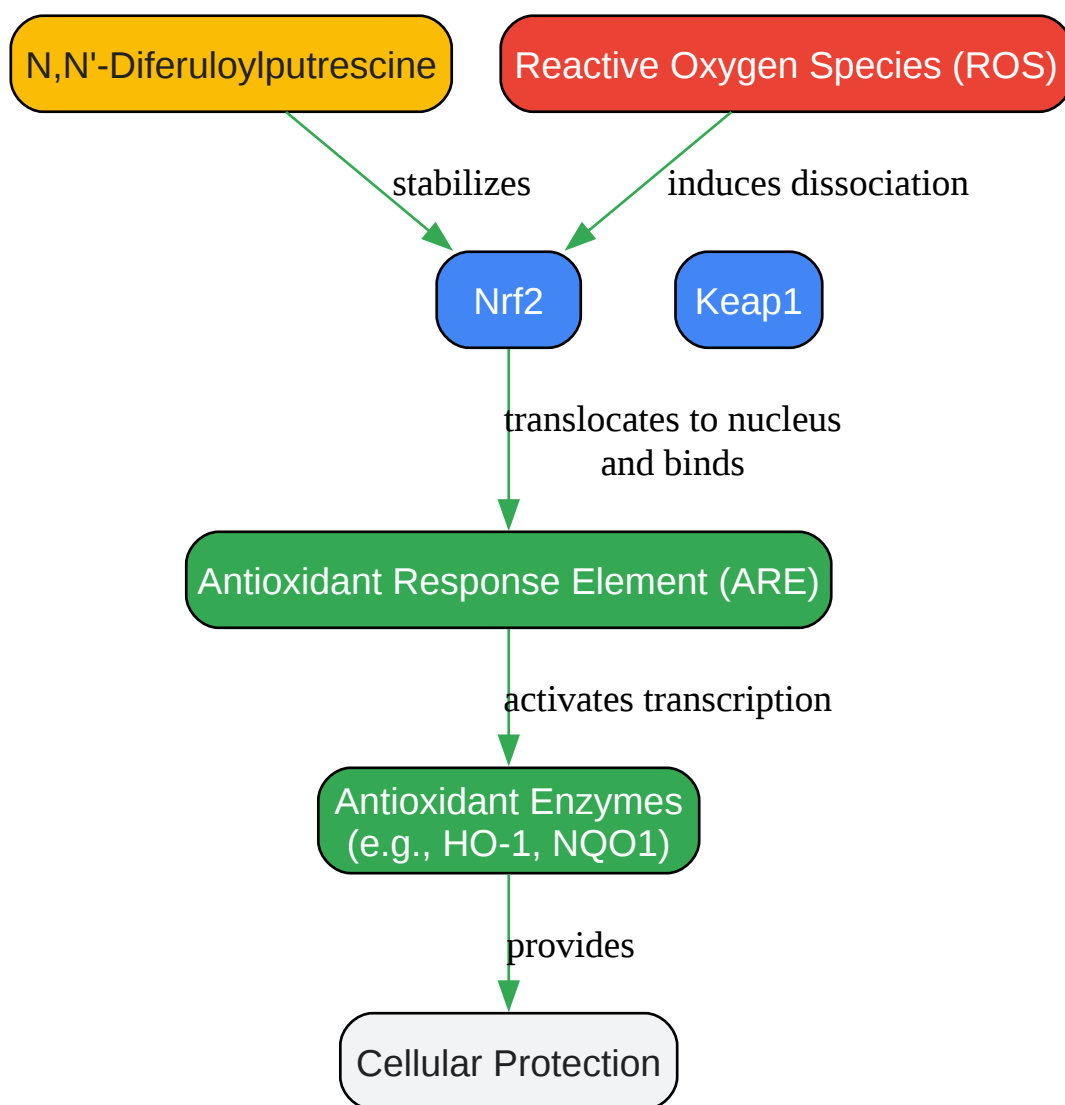 N,N'-Diferuloylputrescine
Reactive Oxygen Species (ROS)
stabilizes
induces dissociation
Nrf2
Keap1
translocates to nucleus
and binds
Antioxidant Response Element (ARE)
activates transcription
Antioxidant Enzymes
(e.g., HO-1, NQO1)
provides
Cellular Protection